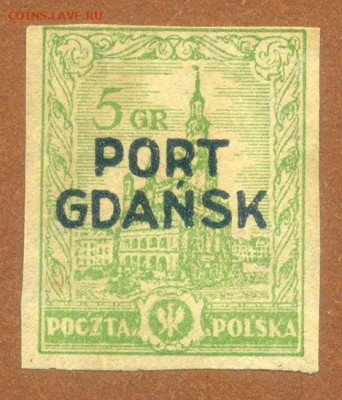 COINS.LAVE.RU
5 GR
PORT
GDAŃSK
POCZTA POLSKA